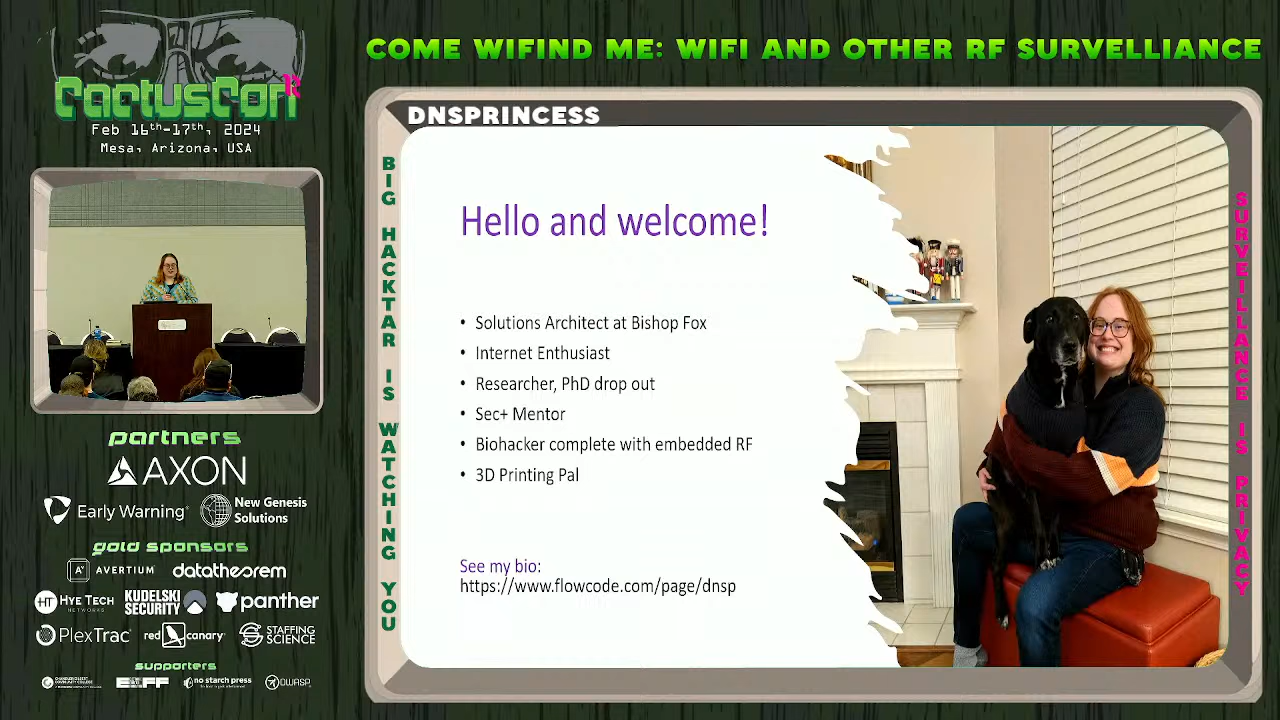 CactusCon
Feb 16th-17th, 2024
Mesa, Arizona, USA
COME WIFIND ME: WIFI AND OTHER RF SURVELLIANCE
DNSPRINCESS
BIG HACKTAR IS WATCHING YOU
Hello and welcome!
• Solutions Architect at Bishop Fox
• Internet Enthusiast
• Researcher, PhD drop out
• Sec+ Mentor
• Biohacker complete with embedded RF
• 3D Printing Pal
See my bio:
https://www.flowcode.com/page/dnsp
SURVEILLANCE IS PRIVACY
partners
AXON
Early Warning
New Genesis
Solutions
gold sponsors
AVERTIUM
datatheorem
HT HYE TECH
NETWORKS
KUDELSKI
SECURITY
panther
PlexTrac
red canary
STAFFING
SCIENCE
supporters
EFF
no starch press
OWASP